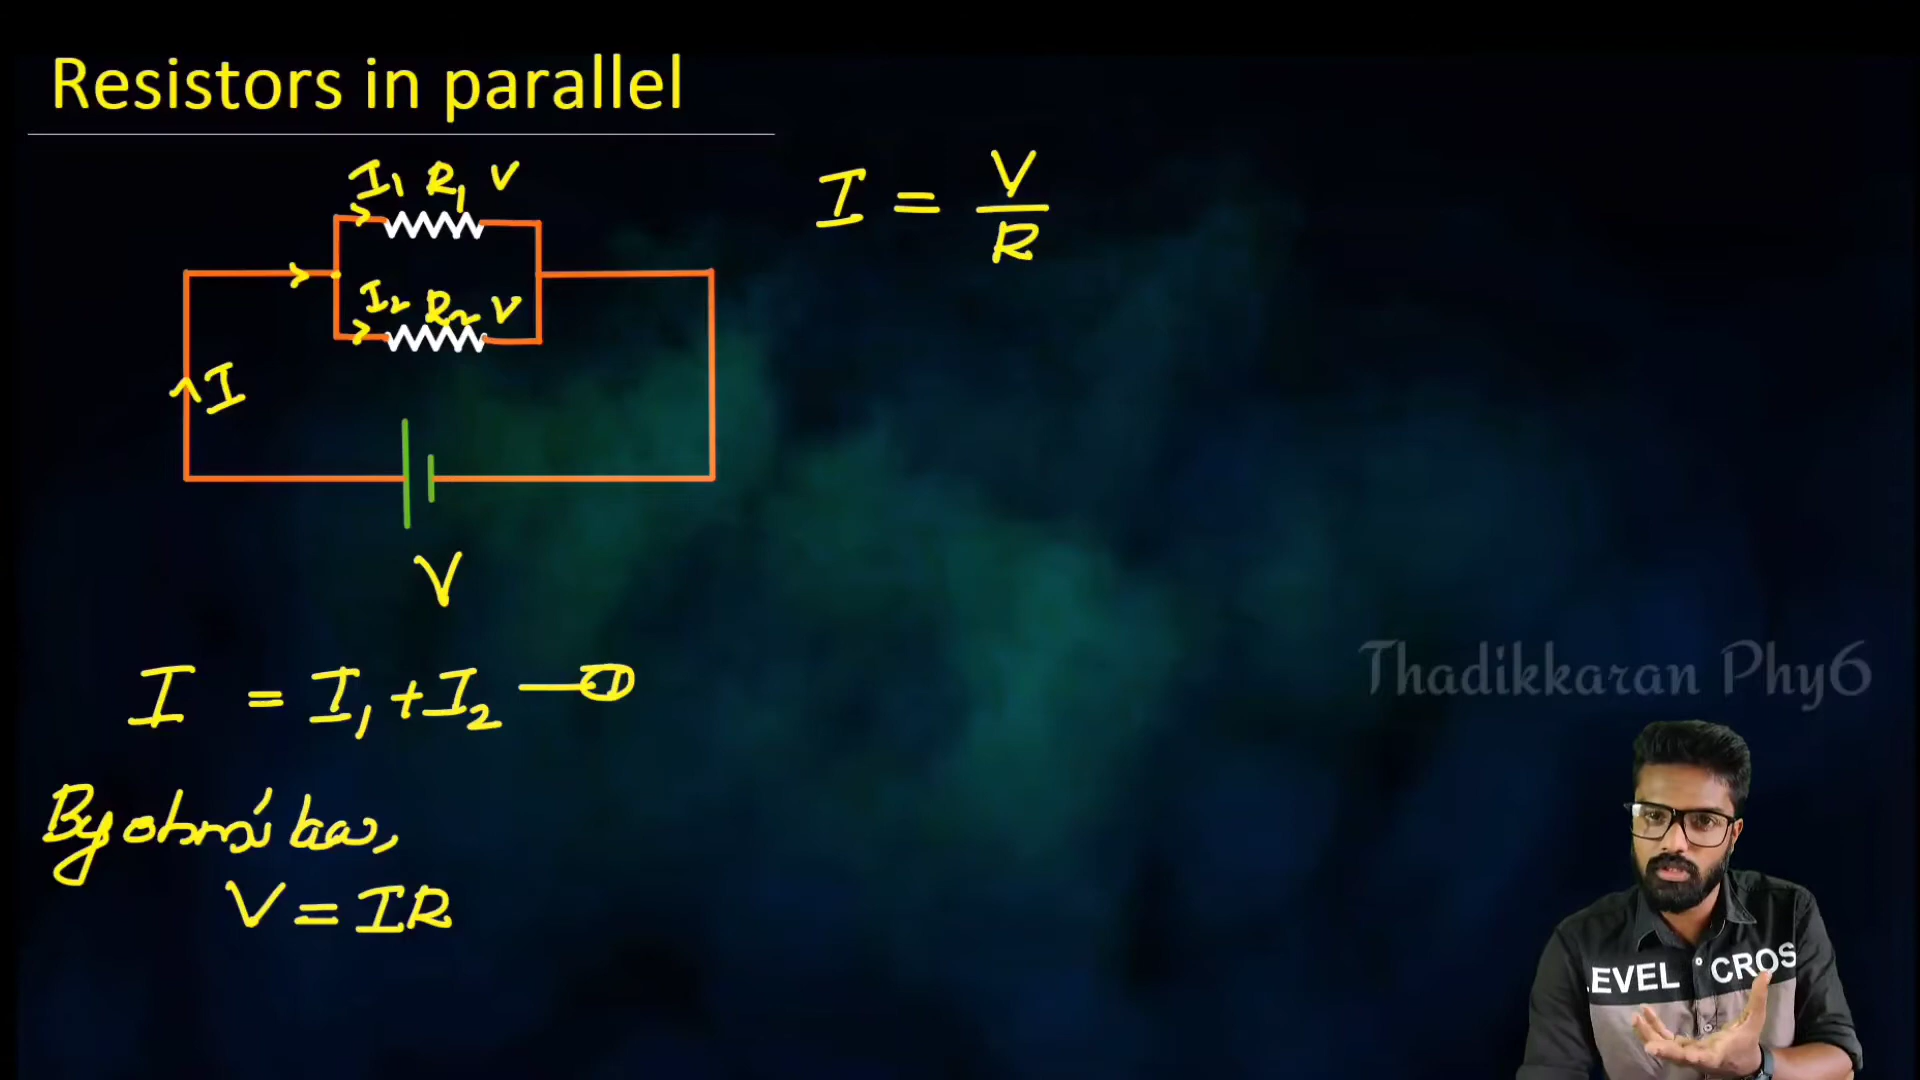 Resistors in parallel
I1 R1 V
I2 R2 V
I
V
I = I1 + I2 —①
By ohm's law,
V = IR
I = V/R
Thadikkaran Phy6
EVEL CROS